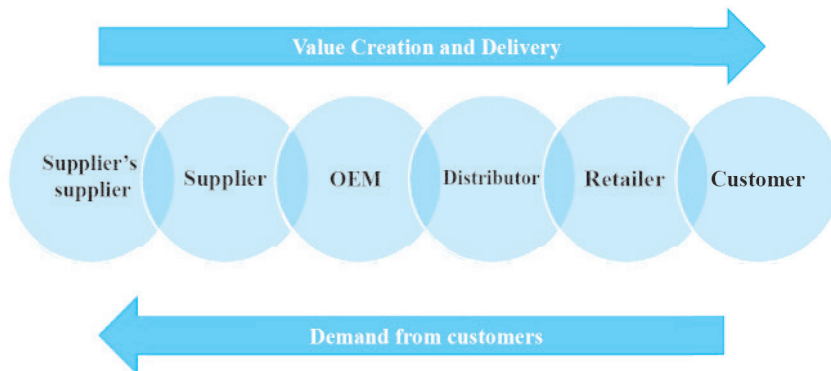 Value Creation and Delivery
Supplier’s
supplier
Supplier
OEM
Distributor
Retailer
Customer
Demand from customers